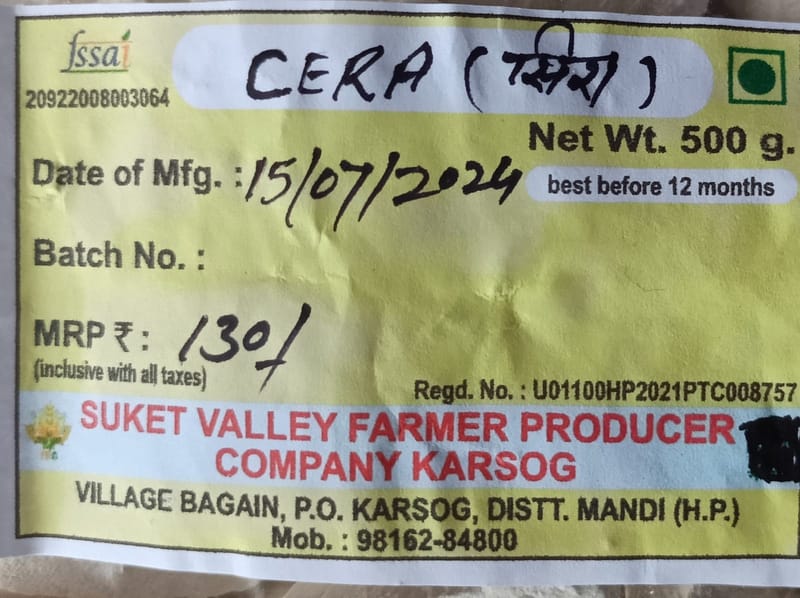 fssai
20922008003064
CERA (सिरा)
Net Wt. 500 g.
Date of Mfg. : 15/07/2024
best before 12 months
Batch No. :
MRP ₹ : 130/
(inclusive with all taxes)
Regd. No. : U01100HP2021PTC008757
SUKET VALLEY FARMER PRODUCER
COMPANY KARSOG
VILLAGE BAGAIN, P.O. KARSOG, DISTT. MANDI (H.P.)
Mob. : 98162-84800